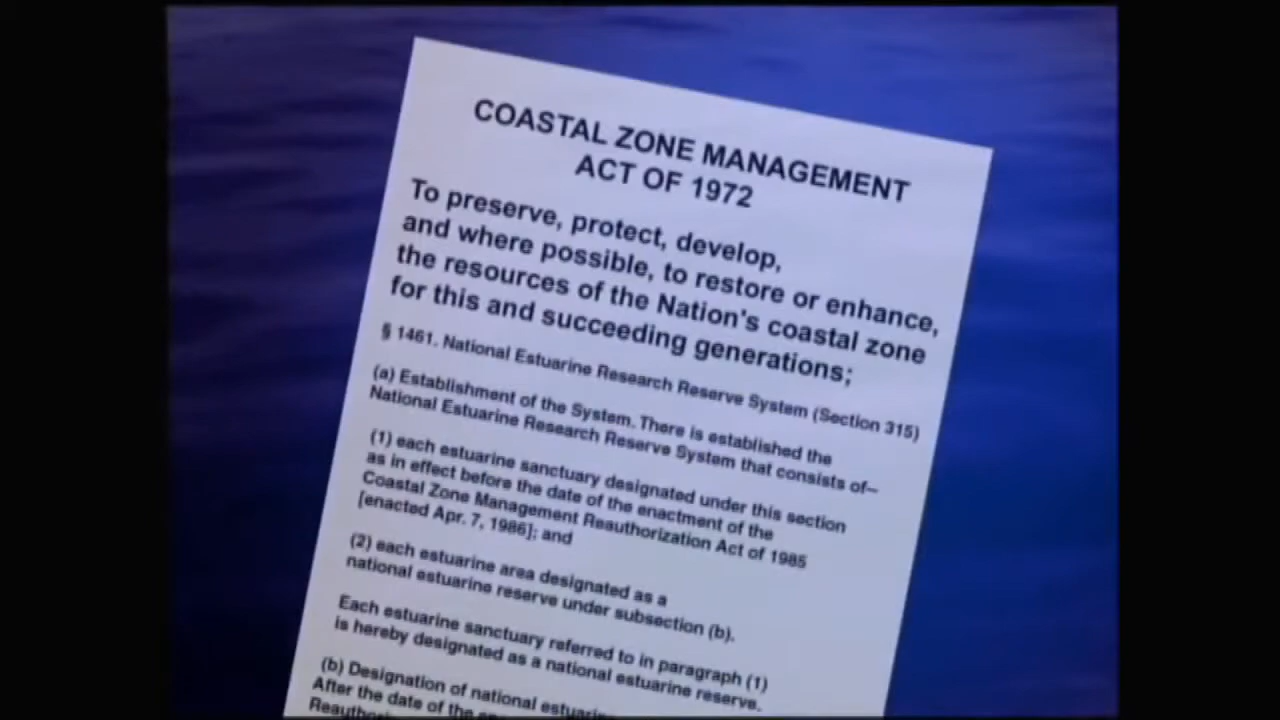 COASTAL ZONE MANAGEMENT
ACT OF 1972
To preserve, protect, develop,
and where possible, to restore or enhance,
the resources of the Nation's coastal zone
for this and succeeding generations;
§ 1461. National Estuarine Research Reserve System (Section 315)
(a) Establishment of the System. There is established the
National Estuarine Research Reserve System that consists of--
(1) each estuarine sanctuary designated under this section
as in effect before the date of the enactment of the
Coastal Zone Management Reauthorization Act of 1985
[enacted Apr. 7, 1986]; and
(2) each estuarine area designated as a
national estuarine reserve under subsection (b).
Each estuarine sanctuary referred to in paragraph (1)
is hereby designated as a national estuarine reserve.
(b) Designation of national
After the date of the